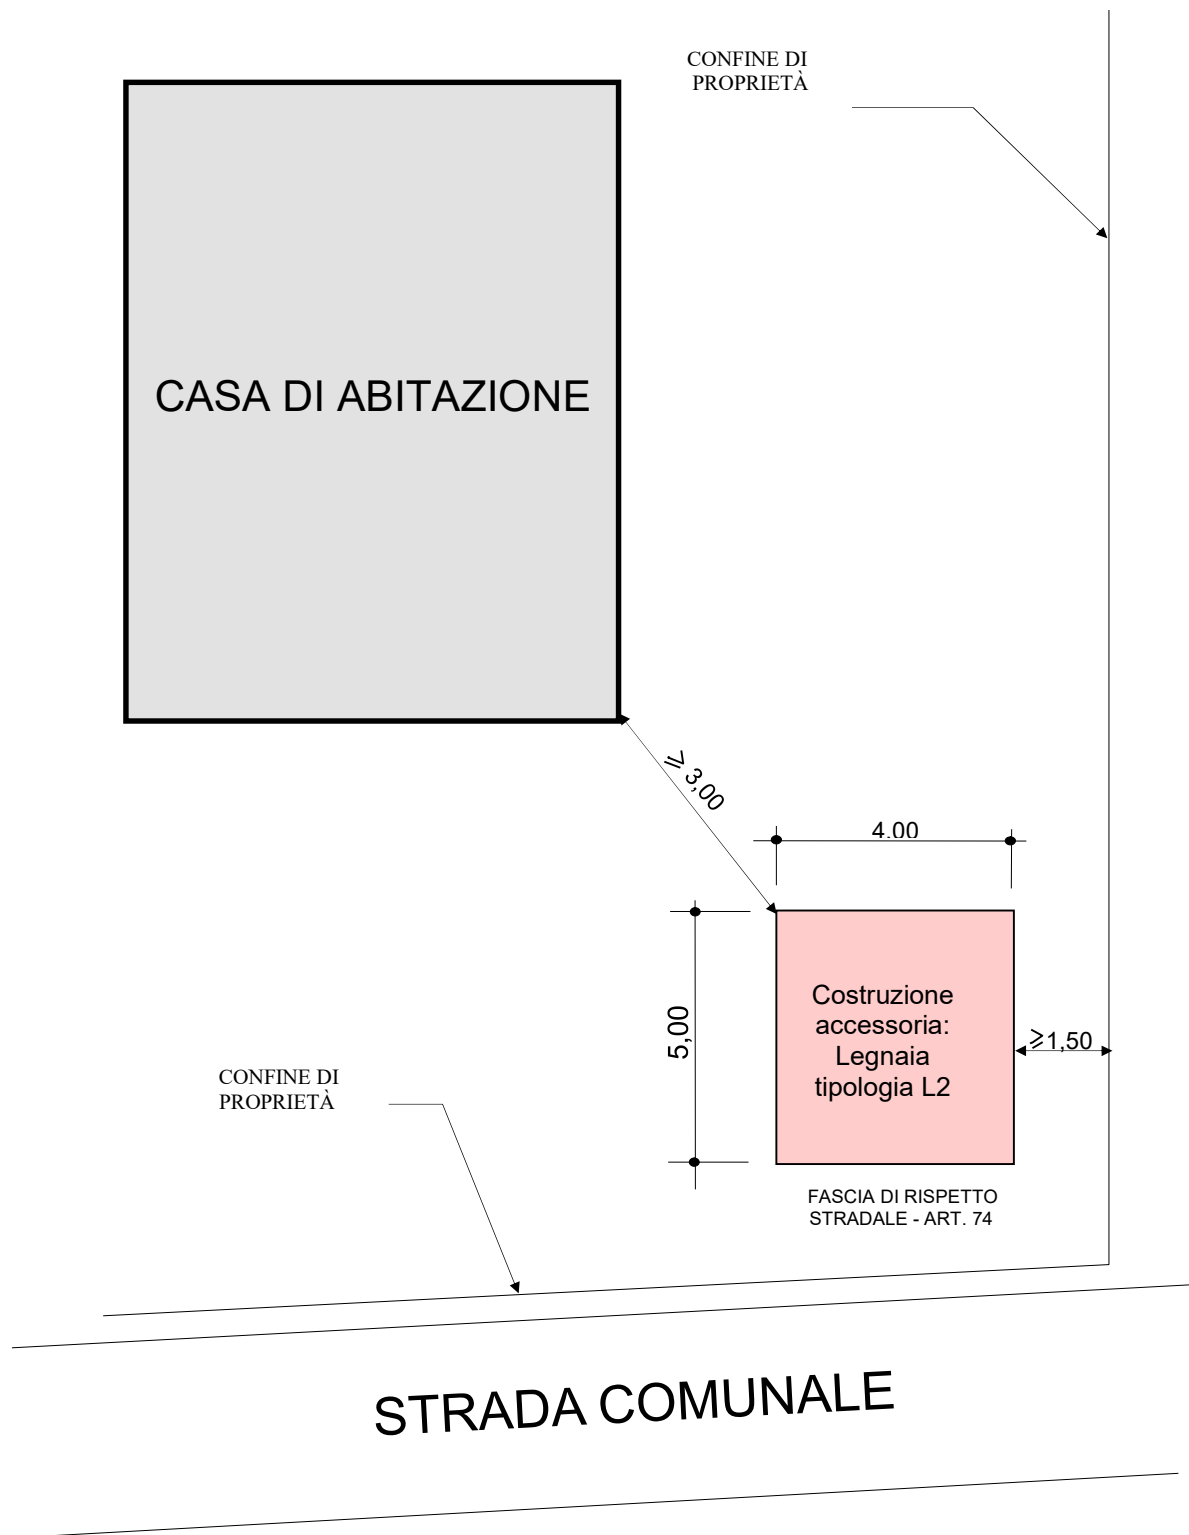 CONFINE DI
PROPRIETÀ
CASA DI ABITAZIONE
⩾ 3,00
4,00
5,00
Costruzione
accessoria:
Legnaia
tipologia L2
⩾1,50
CONFINE DI
PROPRIETÀ
FASCIA DI RISPETTO
STRADALE - ART. 74
STRADA COMUNALE